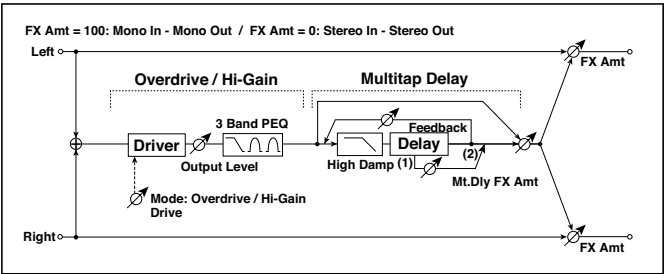 FX Amt = 100: Mono In - Mono Out / FX Amt = 0: Stereo In - Stereo Out
Left
FX Amt
Overdrive / Hi-Gain
Multitap Delay
3 Band PEQ
Feedback
Driver
Delay
Output Level
High Damp
(1)
(2)
Mt.Dly FX Amt
Mode: Overdrive / Hi-Gain
Drive
Right
FX Amt